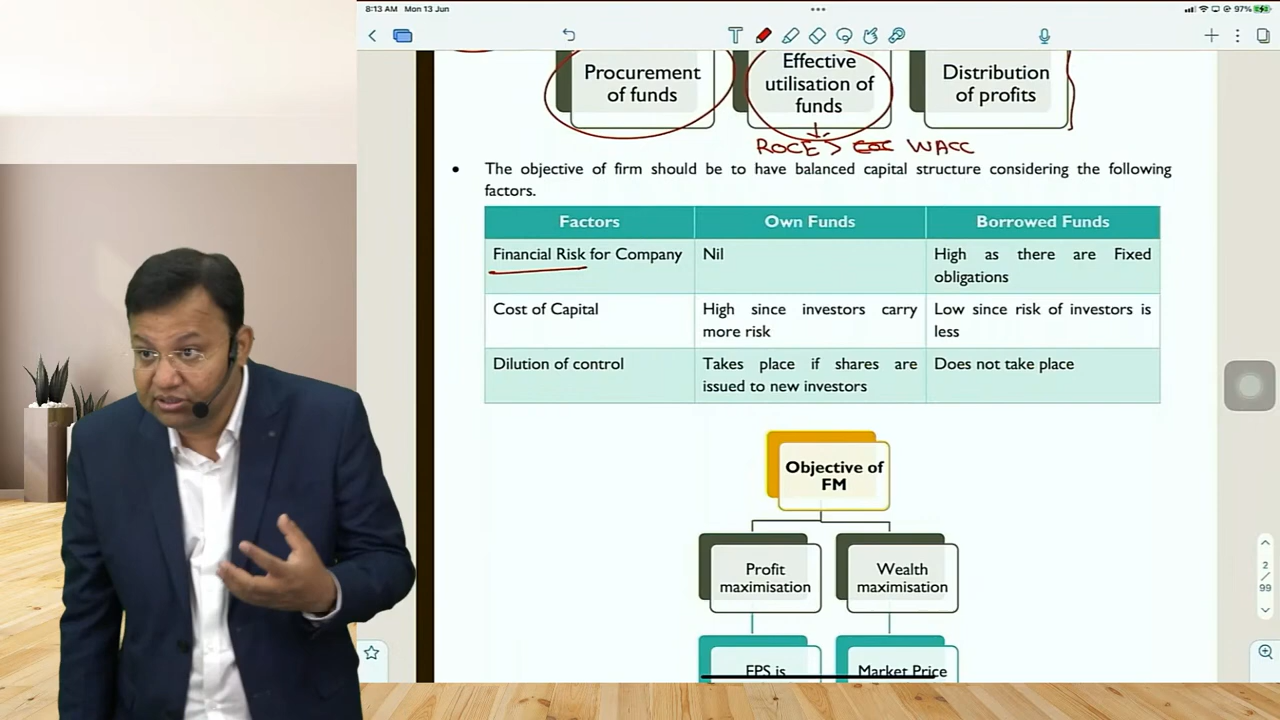 8:13 AM Mon 13 Jun
97%
Procurement
of funds
Effective
utilisation of
funds
Distribution
of profits
ROCE > WACC
• The objective of firm should be to have balanced capital structure considering the following
factors.
Factors Own Funds Borrowed Funds
Financial Risk for Company Nil High as there are Fixed
obligations
Cost of Capital High since investors carry
more risk Low since risk of investors is
less
Dilution of control Takes place if shares are
issued to new investors Does not take place
Objective of
FM
Profit
maximisation
Wealth
maximisation
EPS is
Market Price
2
/
99